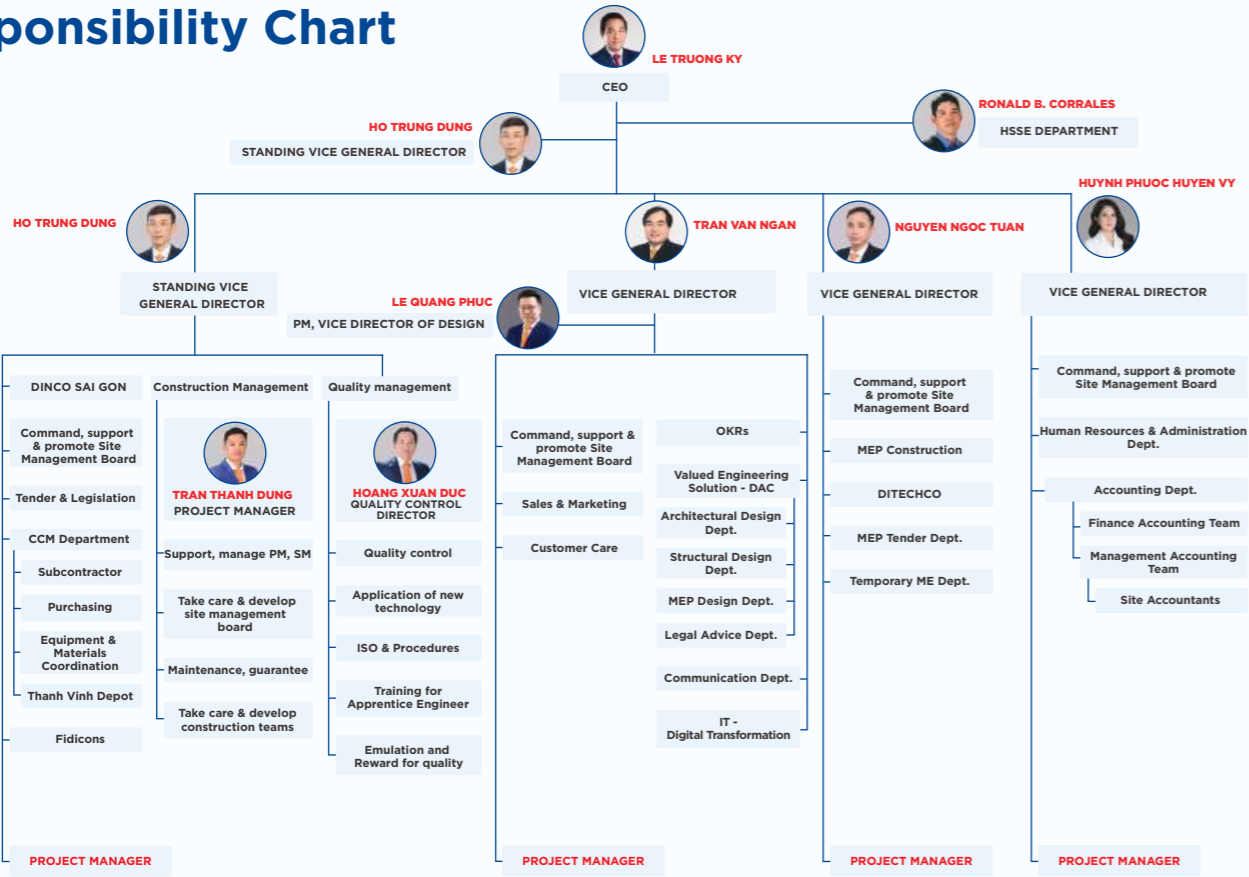 ponsibility Chart
LE TRUONG KY
CEO
RONALD B. CORRALES
HSSE DEPARTMENT
HO TRUNG DUNG
STANDING VICE GENERAL DIRECTOR
HO TRUNG DUNG
STANDING VICE
GENERAL DIRECTOR
TRAN VAN NGAN
VICE GENERAL DIRECTOR
LE QUANG PHUC
PM, VICE DIRECTOR OF DESIGN
NGUYEN NGOC TUAN
VICE GENERAL DIRECTOR
HUYNH PHUOC HUYEN VY
VICE GENERAL DIRECTOR
DINCO SAI GON
Command, support
& promote Site
Management Board
Tender & Legislation
CCM Department
Subcontractor
Purchasing
Equipment &
Materials
Coordination
Thanh Vinh Depot
Fidicons
PROJECT MANAGER
Construction Management
TRAN THANH DUNG
PROJECT MANAGER
Support, manage PM, SM
Take care & develop
site management
board
Maintenance, guarantee
Take care & develop
construction teams
Quality management
HOANG XUAN DUC
QUALITY CONTROL
DIRECTOR
Quality control
Application of new
technology
ISO & Procedures
Training for
Apprentice Engineer
Emulation and
Reward for quality
Command, support &
promote Site
Management Board
Sales & Marketing
Customer Care
PROJECT MANAGER
OKRs
Valued Engineering
Solution - DAC
Architectural Design
Dept.
Structural Design
Dept.
MEP Design Dept.
Legal Advice Dept.
Communication Dept.
IT -
Digital Transformation
Command, support
& promote Site
Management Board
MEP Construction
DITECHCO
MEP Tender Dept.
Temporary ME Dept.
PROJECT MANAGER
Command, support & promote
Site Management Board
Human Resources & Administration
Dept.
Accounting Dept.
Finance Accounting Team
Management Accounting
Team
Site Accountants
PROJECT MANAGER